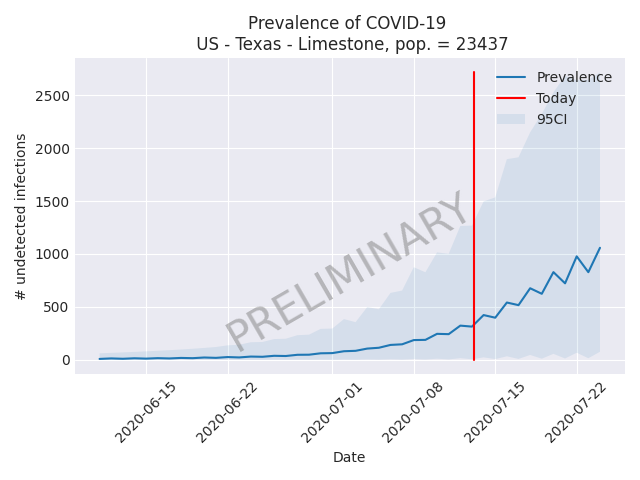 Prevalence of COVID-19
US - Texas - Limestone, pop. = 23437
# undetected infections
2500
2000
1500
1000
500
0
Prevalence
Today
95CI
PRELIMINARY
2020-06-15
2020-06-22
2020-07-01
2020-07-08
2020-07-15
2020-07-22
Date